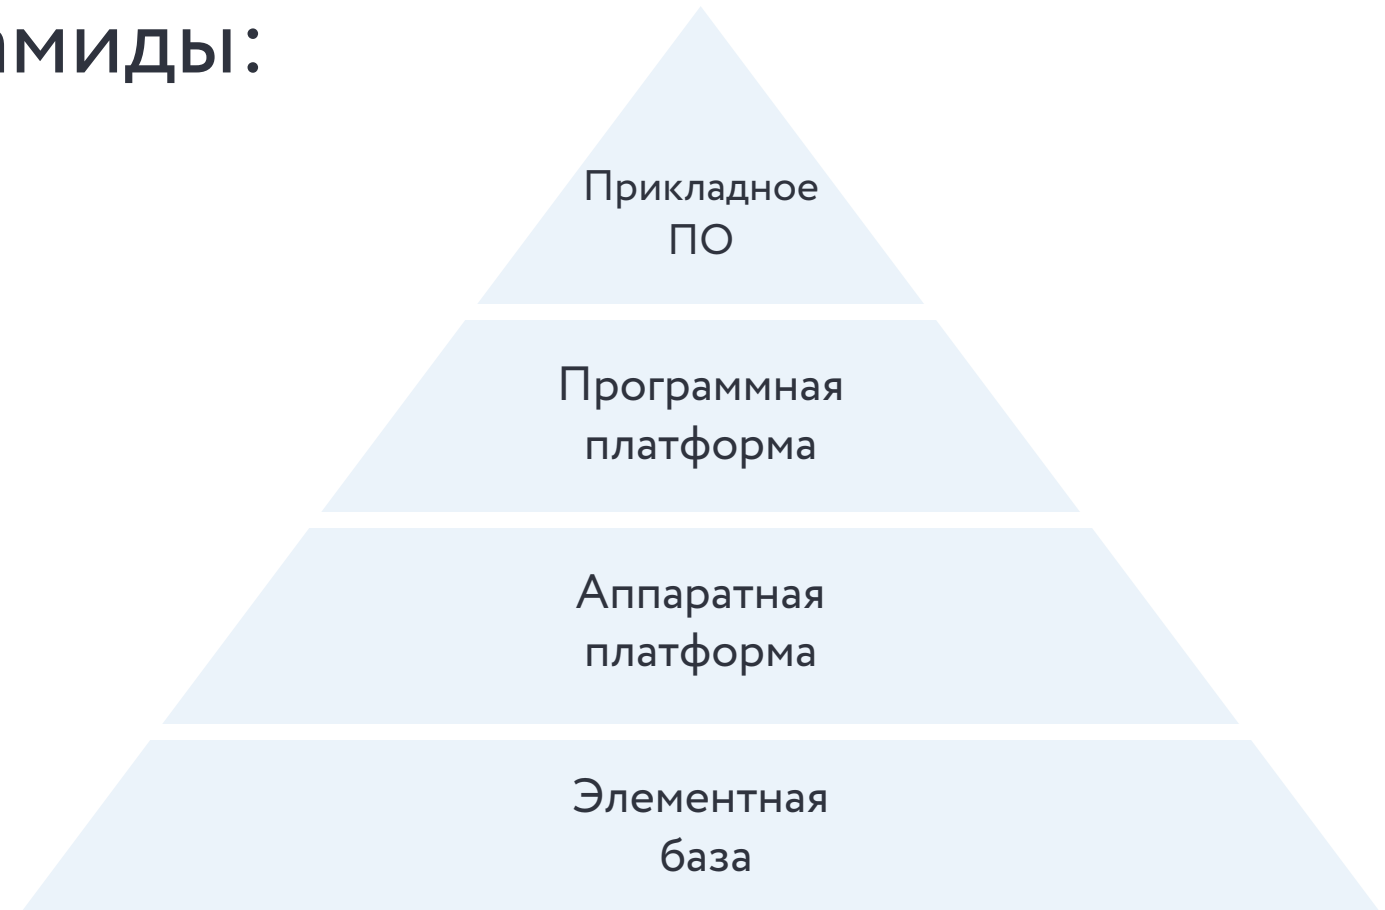 амиды:
Прикладное
ПО
Программная
платформа
Аппаратная
платформа
Элементная
база